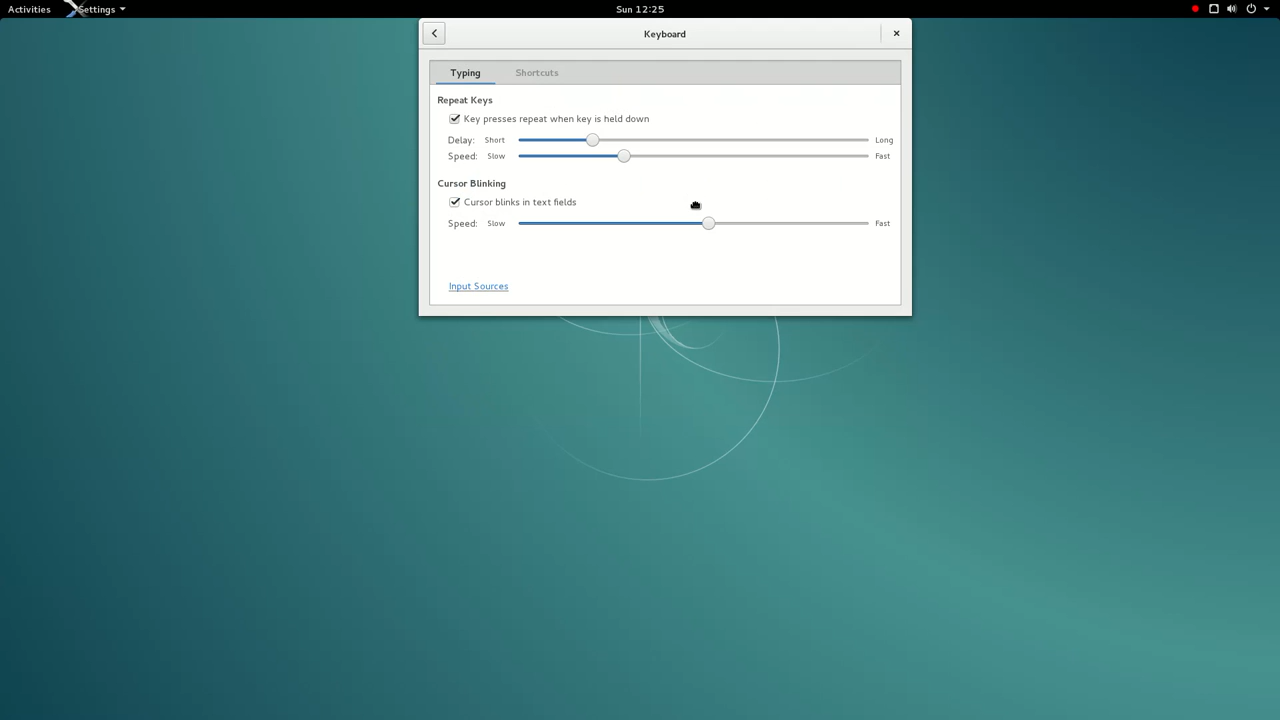 Activities Settings Sun 12:25
Keyboard
Typing Shortcuts
Repeat Keys
Key presses repeat when key is held down
Delay: Short Long
Speed: Slow Fast
Cursor Blinking
Cursor blinks in text fields
Speed: Slow Fast
Input Sources